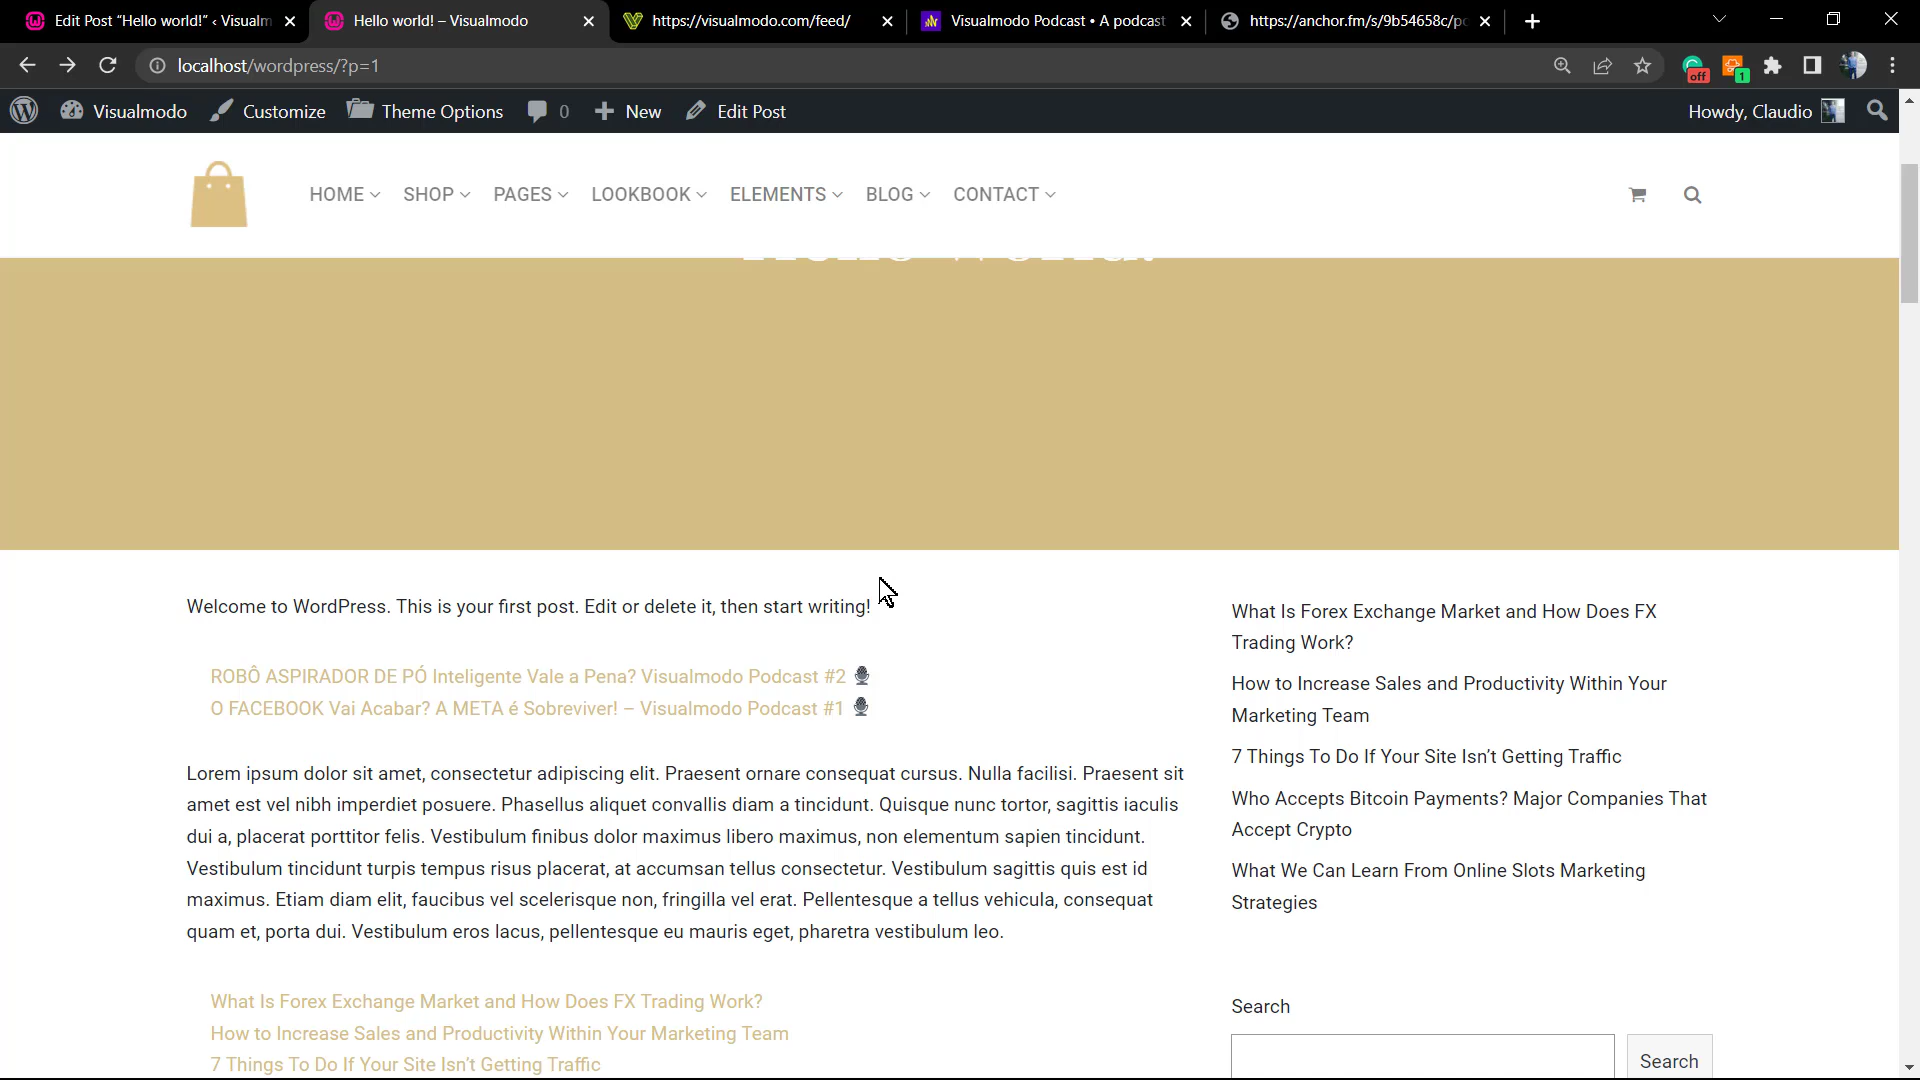 Edit Post “Hello world!” ‹ Visualm
Hello world! – Visualmodo
https://visualmodo.com/feed/
Visualmodo Podcast • A podcast
https://anchor.fm/s/9b54658c/po
localhost/wordpress/?p=1
off
1
Visualmodo
Customize
Theme Options
0
New
Edit Post
Howdy, Claudio
HOME
SHOP
PAGES
LOOKBOOK
ELEMENTS
BLOG
CONTACT
Welcome to WordPress. This is your first post. Edit or delete it, then start writing!
ROBÔ ASPIRADOR DE PÓ Inteligente Vale a Pena? Visualmodo Podcast #2 🎙
O FACEBOOK Vai Acabar? A META é Sobreviver! – Visualmodo Podcast #1 🎙
Lorem ipsum dolor sit amet, consectetur adipiscing elit. Praesent ornare consequat cursus. Nulla facilisi. Praesent sit
amet est vel nibh imperdiet posuere. Phasellus aliquet convallis diam a tincidunt. Quisque nunc tortor, sagittis iaculis
dui a, placerat porttitor felis. Vestibulum finibus dolor maximus libero maximus, non elementum sapien tincidunt.
Vestibulum tincidunt turpis tempus risus placerat, at accumsan tellus consectetur. Vestibulum sagittis quis est id
maximus. Etiam diam elit, faucibus vel scelerisque non, fringilla vel erat. Pellentesque a tellus vehicula, consequat
quam et, porta dui. Vestibulum eros lacus, pellentesque eu mauris eget, pharetra vestibulum leo.
What Is Forex Exchange Market and How Does FX Trading Work?
How to Increase Sales and Productivity Within Your Marketing Team
7 Things To Do If Your Site Isn’t Getting Traffic
What Is Forex Exchange Market and How Does FX
Trading Work?
How to Increase Sales and Productivity Within Your
Marketing Team
7 Things To Do If Your Site Isn’t Getting Traffic
Who Accepts Bitcoin Payments? Major Companies That
Accept Crypto
What We Can Learn From Online Slots Marketing
Strategies
Search
Search